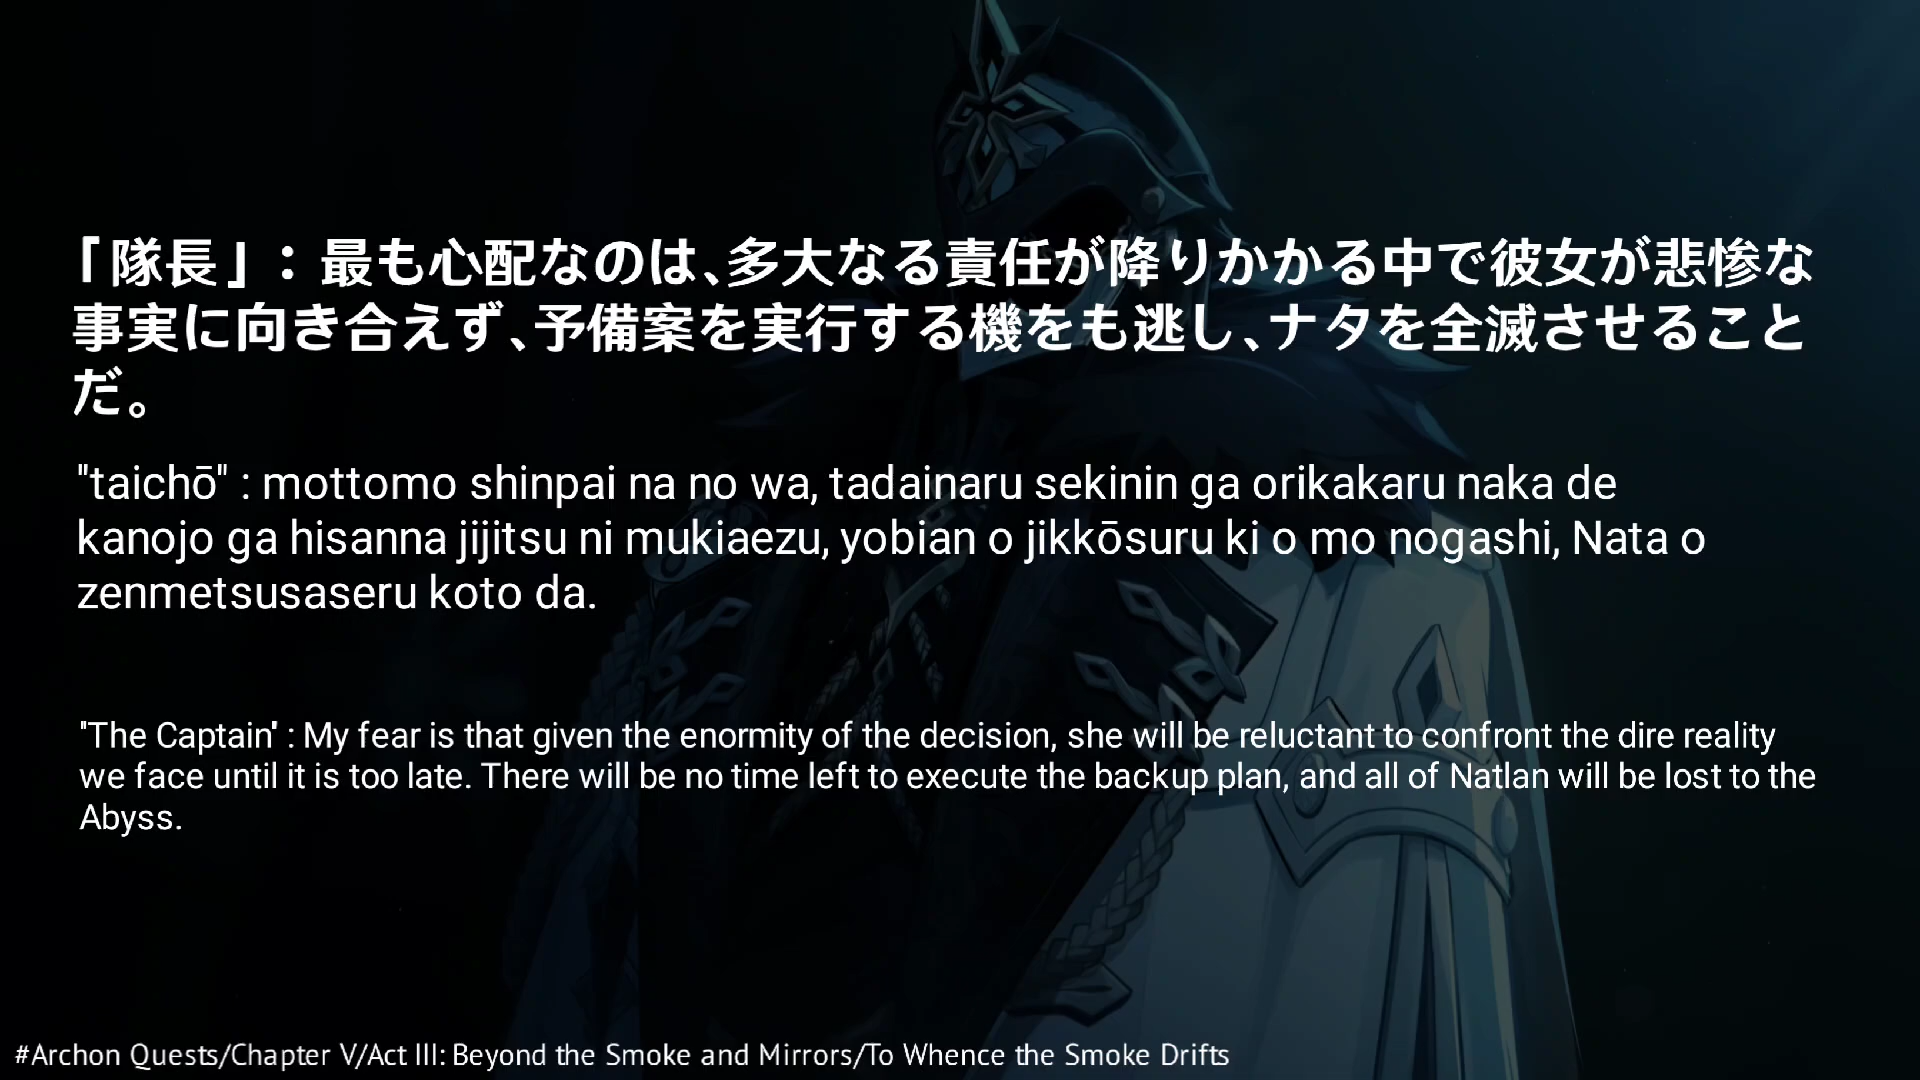 「隊長」：最も心配なのは、多大なる責任が降りかかる中で彼女が悲惨な
事実に向き合えず、予備案を実行する機をも逃し、ナタを全滅させること
だ。
"taichō" : mottomo shinpai na no wa, tadainaru sekinin ga orikakaru naka de
kanojo ga hisanna jijitsu ni mukiaezu, yobian o jikkōsuru ki o mo nogashi, Nata o
zenmetsusaseru koto da.
"The Captain" : My fear is that given the enormity of the decision, she will be reluctant to confront the dire reality
we face until it is too late. There will be no time left to execute the backup plan, and all of Natlan will be lost to the
Abyss.
#Archon Quests/Chapter V/Act III: Beyond the Smoke and Mirrors/To Whence the Smoke Drifts